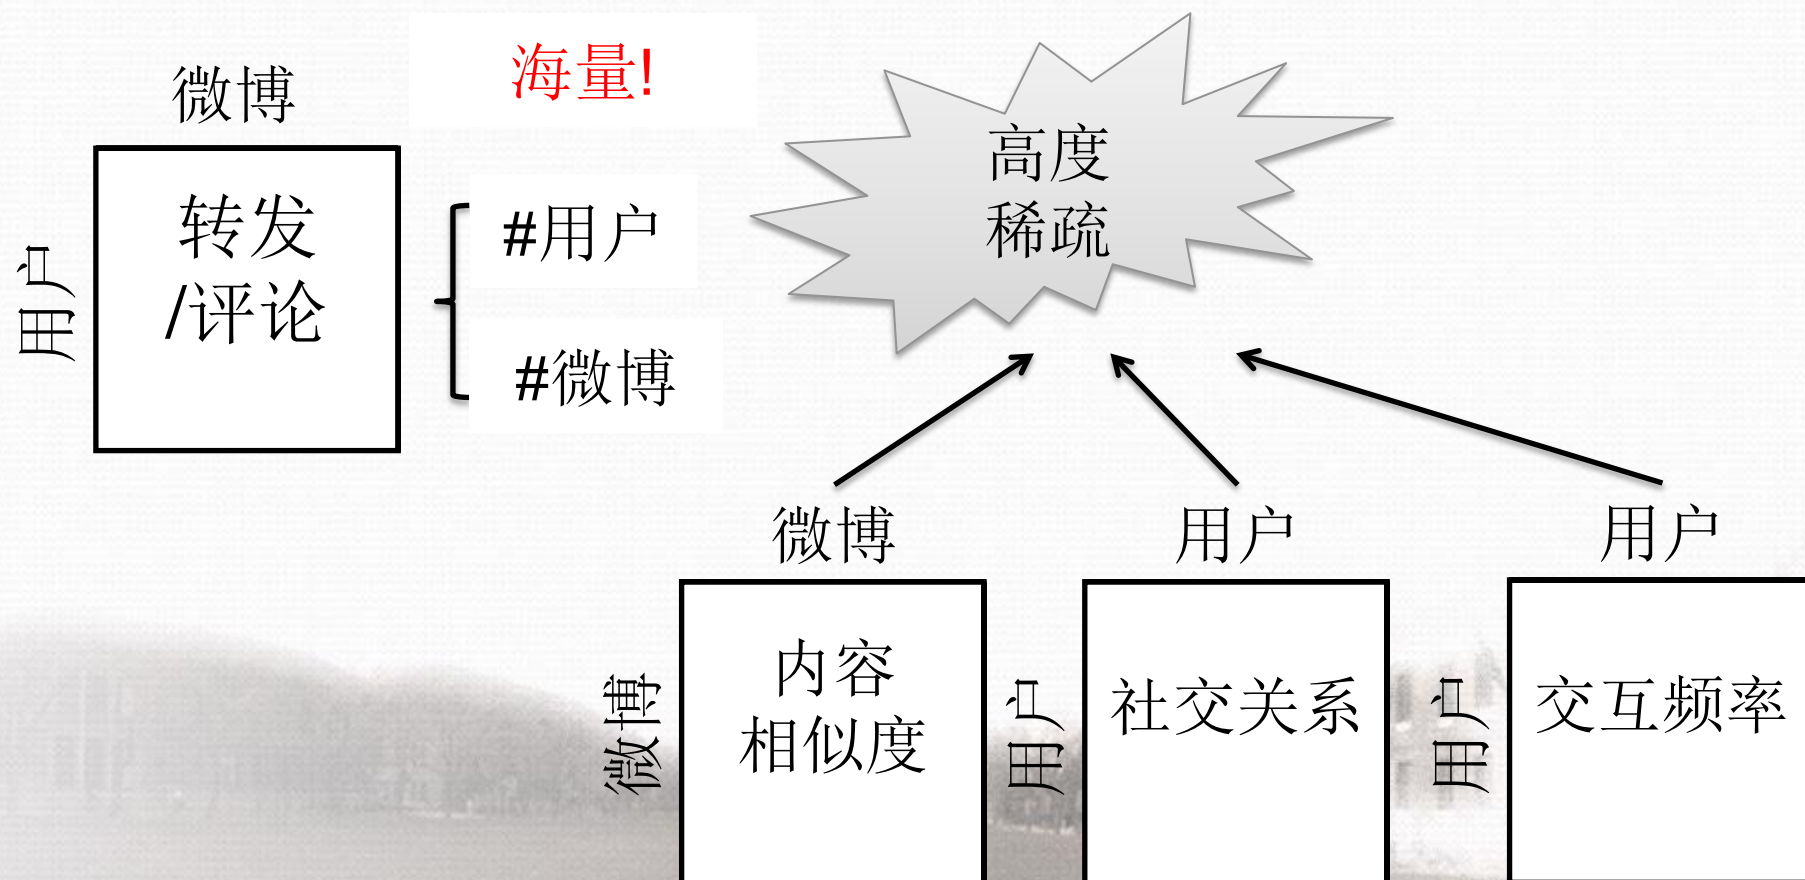 海量!
微博
用户
转发
/评论
#用户
#微博
高度
稀疏
微博
微博
内容
相似度
用户
用户
社交关系
用户
用户
交互频率